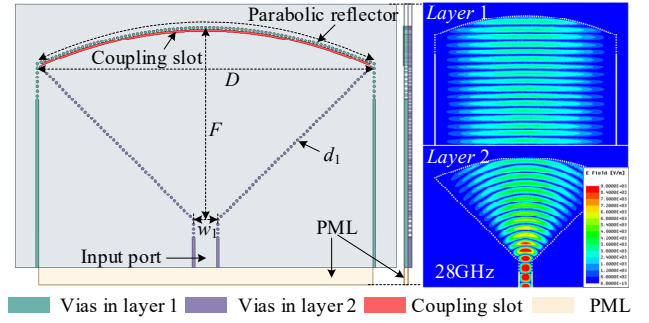 Parabolic reflector
Coupling slot
D
F
d1
w1
Input port
PML
Layer 1
Layer 2
E Field [V/m]
28GHz
Vias in layer 1
Vias in layer 2
Coupling slot
PML